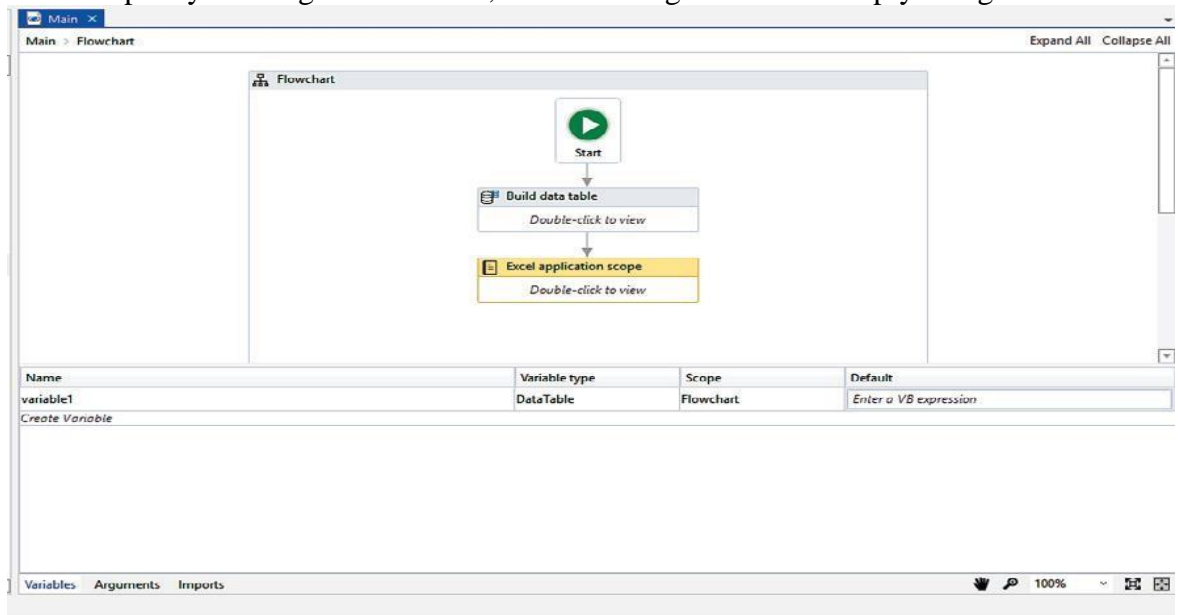 Main ×
Main > Flowchart Expand All Collapse All
Flowchart
Start
Build data table
Double-click to view
Excel application scope
Double-click to view
Name Variable type Scope Default
variable1 DataTable Flowchart Enter a VB expression
Create Variable
Variables Arguments Imports 100%